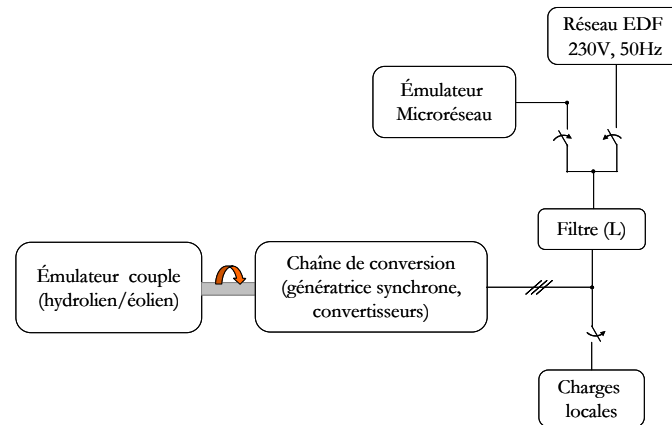 Réseau EDF
230V, 50Hz
Émulateur
Microréseau
Filtre (L)
Émulateur couple
(hydrolien/éolien)
Chaîne de conversion
(génératrice synchrone,
convertisseurs)
Charges
locales